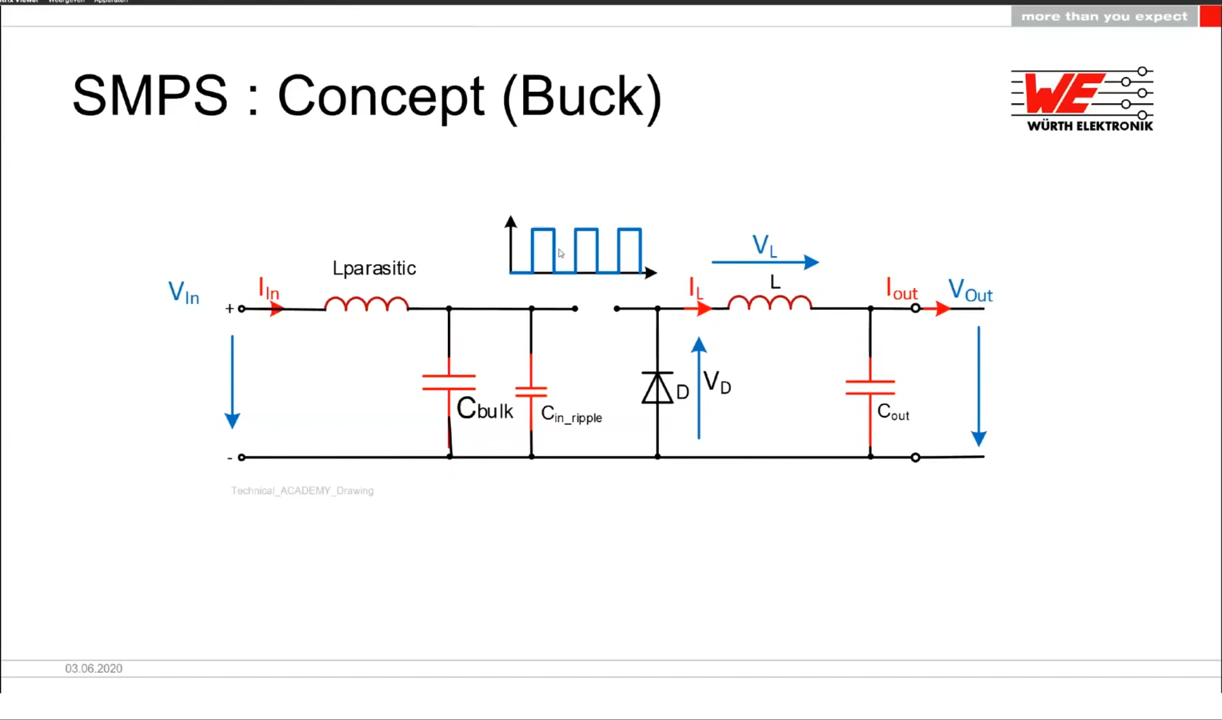 more than you expect
SMPS : Concept (Buck)
WE
WÜRTH ELEKTRONIK
Lparasitic
VL
L
VIn
IIn
IL
Iout
VOut
+
D
VD
Cbulk
Cin_ripple
Cout
-
Technical_ACADEMY_Drawing
03.06.2020